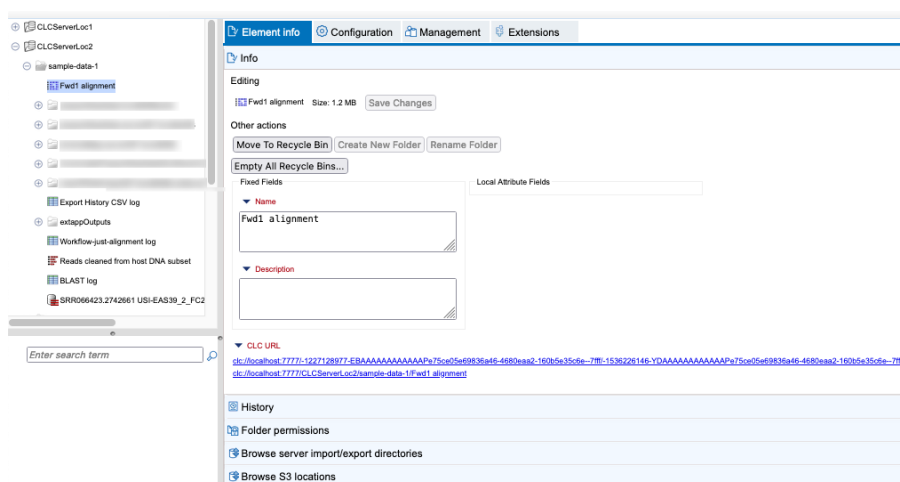 CLCServerLoc1
CLCServerLoc2
sample-data-1
Fwd1 alignment
Export History CSV log
extappOutputs
Workflow-just-alignment log
Reads cleaned from host DNA subset
BLAST log
SRR066423.2742661 USI-EAS39_2_FC2
Enter search term
Element info Configuration Management Extensions
Info
Editing
Fwd1 alignment Size: 1.2 MB Save Changes
Other actions
Move To Recycle Bin Create New Folder Rename Folder
Empty All Recycle Bins...
Fixed Fields Local Attribute Fields
Name
Fwd1 alignment
Description
CLC URL
clc://localhost:7777/-1227128977-EBAAAAAAAAAAAAPe75ce05e69836a46-4680eaa2-160b5e35c6e--7fff/-1536226146-YDAAAAAAAAAAAAPe75ce05e69836a46-4680eaa2-160b5e35c6e--7ff
clc://localhost:7777/CLCServerLoc2/sample-data-1/Fwd1 alignment
History
Folder permissions
Browse server import/export directories
Browse S3 locations